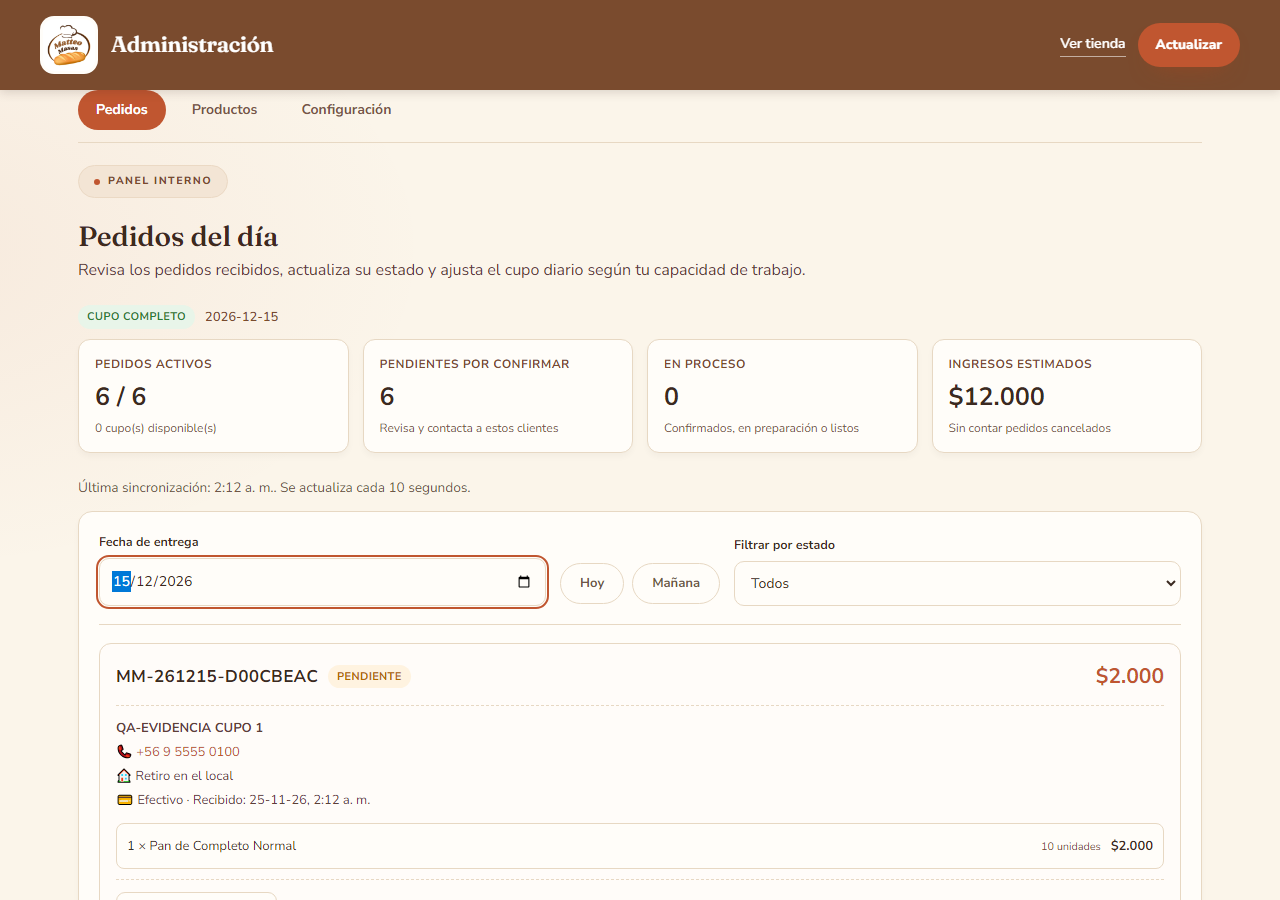 Matteo
Masas
Administración
Ver tienda
Actualizar
Pedidos
Productos
Configuración
PANEL INTERNO
Pedidos del día
Revisa los pedidos recibidos, actualiza su estado y ajusta el cupo diario según tu capacidad de trabajo.
CUPO COMPLETO 2026-12-15
PEDIDOS ACTIVOS
6 / 6
0 cupo(s) disponible(s)
PENDIENTES POR CONFIRMAR
6
Revisa y contacta a estos clientes
EN PROCESO
0
Confirmados, en preparación o listos
INGRESOS ESTIMADOS
$12.000
Sin contar pedidos cancelados
Última sincronización: 2:12 a. m.. Se actualiza cada 10 segundos.
Fecha de entrega
15/12/2026
Hoy
Mañana
Filtrar por estado
Todos
MM-261215-D00CBEAC PENDIENTE $2.000
QA-EVIDENCIA CUPO 1
+56 9 5555 0100
Retiro en el local
Efectivo · Recibido: 25-11-26, 2:12 a. m.
1 × Pan de Completo Normal 10 unidades $2.000